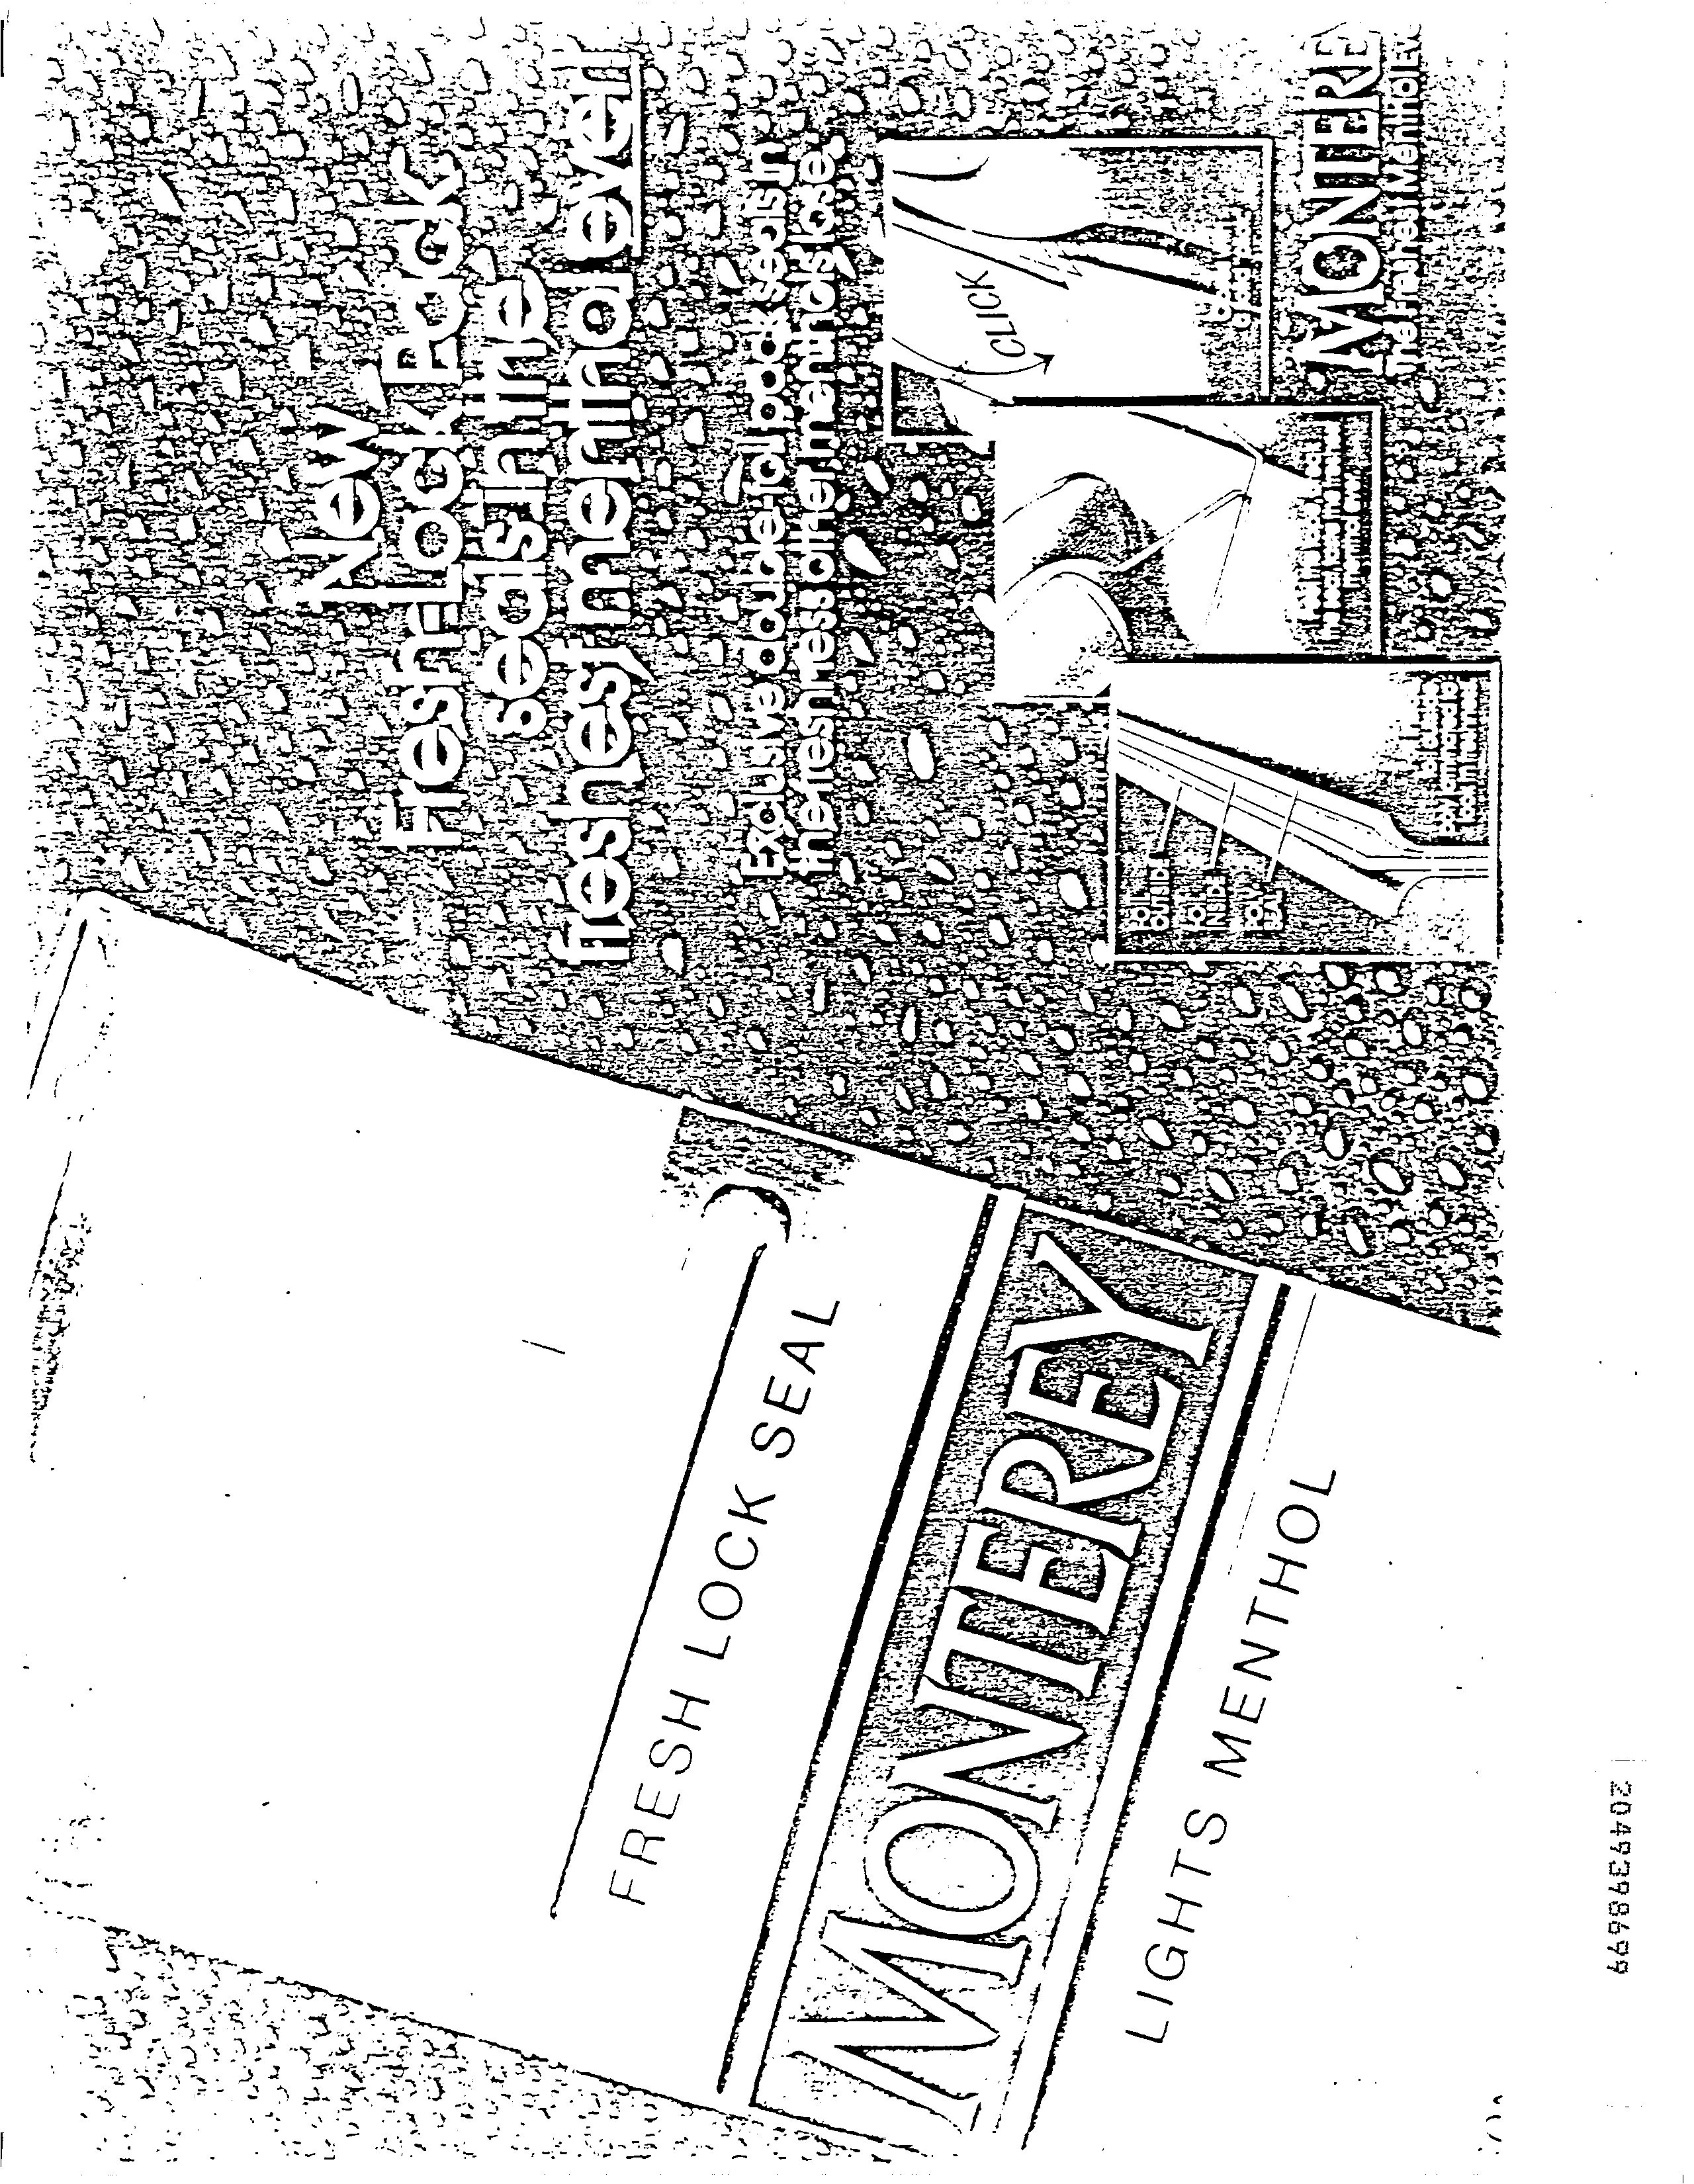 New
Fresh-Lock Pack
seals in the
freshest menthol ever!
Exclusive double-foil pack seals in
the freshness other menthols lose.
FOIL
OUTSIDE
FOIL
INSIDE
POLY
SEAL
CLICK
MONTEREY
The Freshest Menthol Ever
FRESH LOCK SEAL
MONTEREY
LIGHTS MENTHOL
2049398699